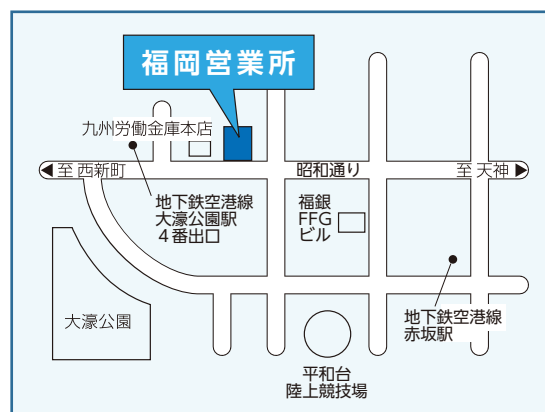 福岡営業所
九州労働金庫本店
◀至 西新町
昭和通り
至 天神▶
地下鉄空港線
大濠公園駅
4番出口
福銀
FFG
ビル
大濠公園
地下鉄空港線
赤坂駅
平和台
陸上競技場